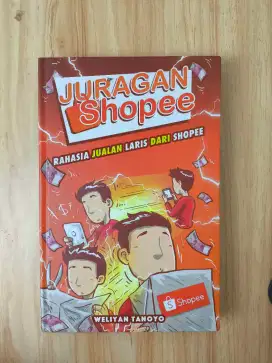 JURAGAN
Shopee
RAHASIA JUALAN LARIS DARI SHOPEE
Shopee
WELIYAN TANOYO